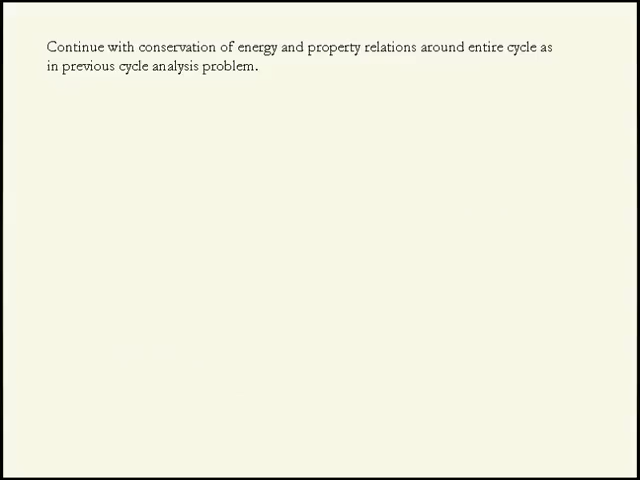 Continue with conservation of energy and property relations around entire cycle as
in previous cycle analysis problem.